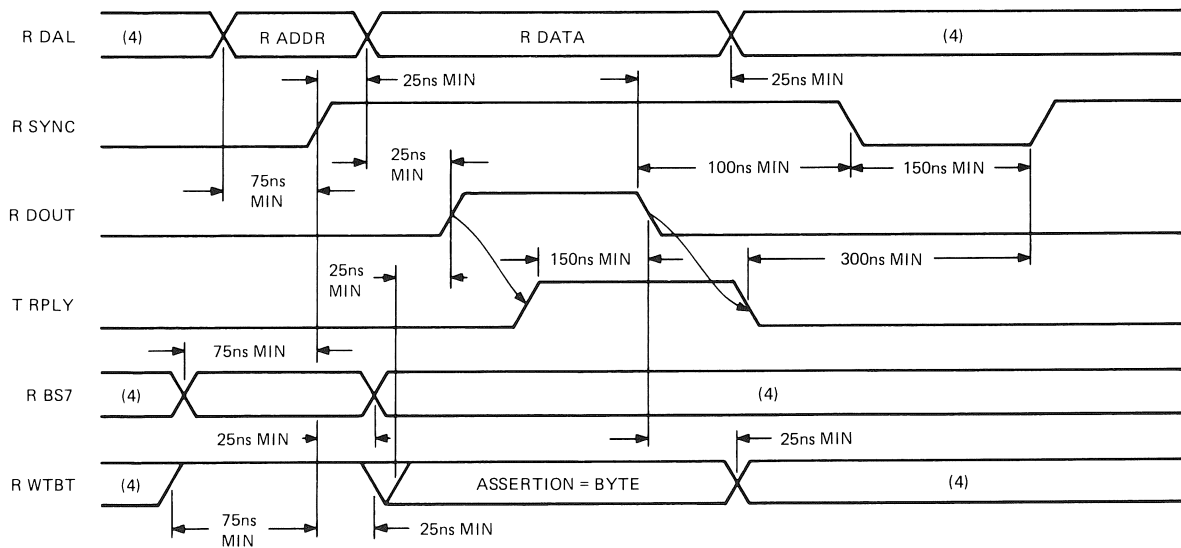 R DAL (4) R ADDR R DATA (4)
25ns MIN 25ns MIN
R SYNC
25ns MIN
100ns MIN 150ns MIN
75ns MIN
R DOUT
150ns MIN 300ns MIN
25ns MIN
T RPLY
75ns MIN
R BS7 (4) (4)
25ns MIN 25ns MIN
R WTBT (4) ASSERTION = BYTE (4)
75ns MIN
25ns MIN